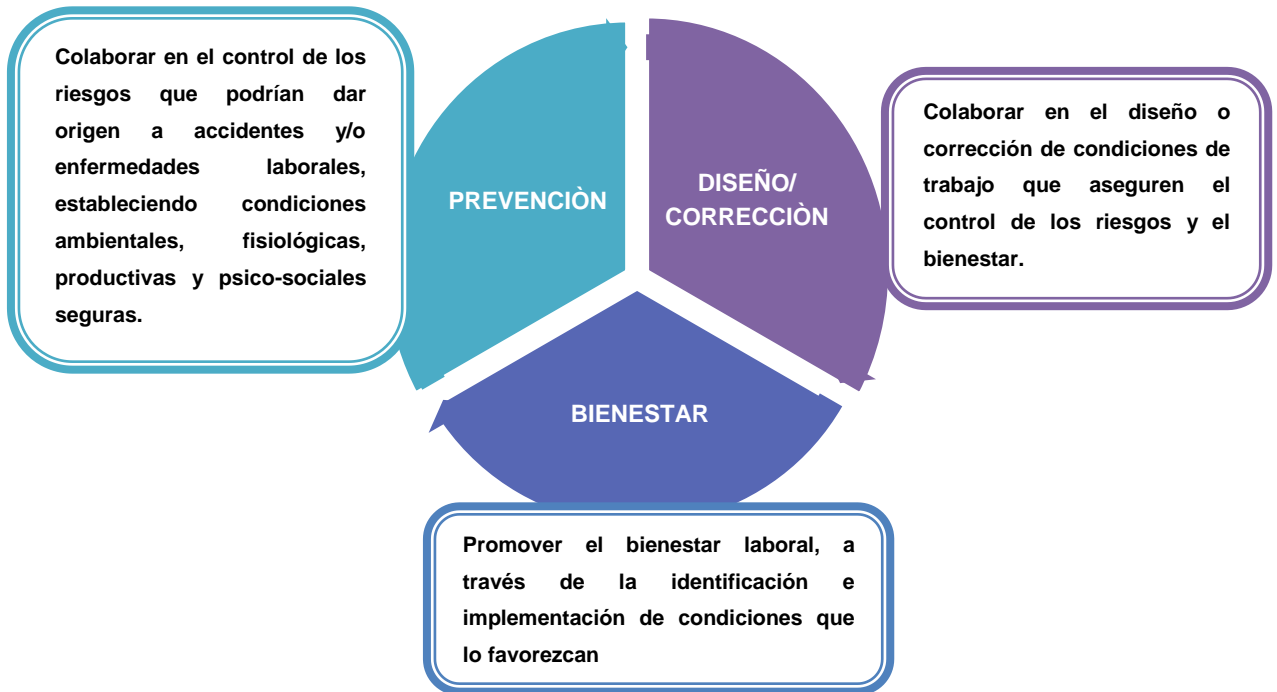 Colaborar en el control de los
riesgos que podrían dar
origen a accidentes y/o
enfermedades laborales,
estableciendo condiciones
ambientales, fisiológicas,
productivas y psico-sociales
seguras.
PREVENCIÒN
DISEÑO/
CORRECCIÒN
Colaborar en el diseño o
corrección de condiciones de
trabajo que aseguren el
control de los riesgos y el
bienestar.
BIENESTAR
Promover el bienestar laboral, a
través de la identificación e
implementación de condiciones que
lo favorezcan